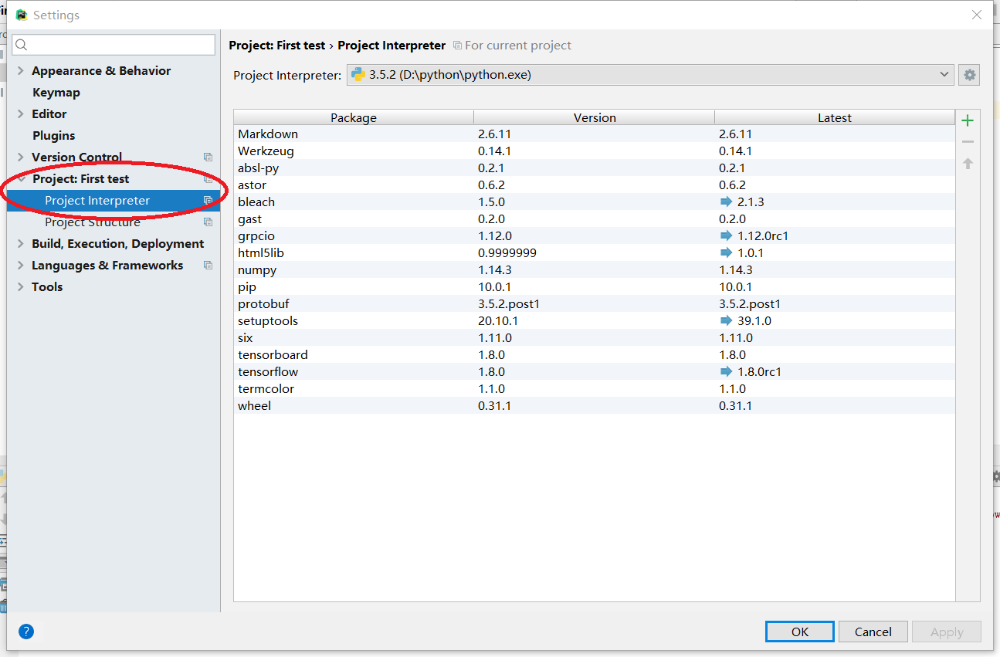 Settings
Project: First test › Project Interpreter For current project
Project Interpreter: 3.5.2 (D:\python\python.exe)
Appearance & Behavior
Keymap
Editor
Plugins
Version Control
Project: First test
Project Interpreter
Project Structure
Build, Execution, Deployment
Languages & Frameworks
Tools
Package Version Latest
Markdown 2.6.11 2.6.11
Werkzeug 0.14.1 0.14.1
absl-py 0.2.1 0.2.1
astor 0.6.2 0.6.2
bleach 1.5.0 2.1.3
gast 0.2.0 0.2.0
grpcio 1.12.0 1.12.0rc1
html5lib 0.9999999 1.0.1
numpy 1.14.3 1.14.3
pip 10.0.1 10.0.1
protobuf 3.5.2.post1 3.5.2.post1
setuptools 20.10.1 39.1.0
six 1.11.0 1.11.0
tensorboard 1.8.0 1.8.0
tensorflow 1.8.0 1.8.0rc1
termcolor 1.1.0 1.1.0
wheel 0.31.1 0.31.1
? OK Cancel Apply